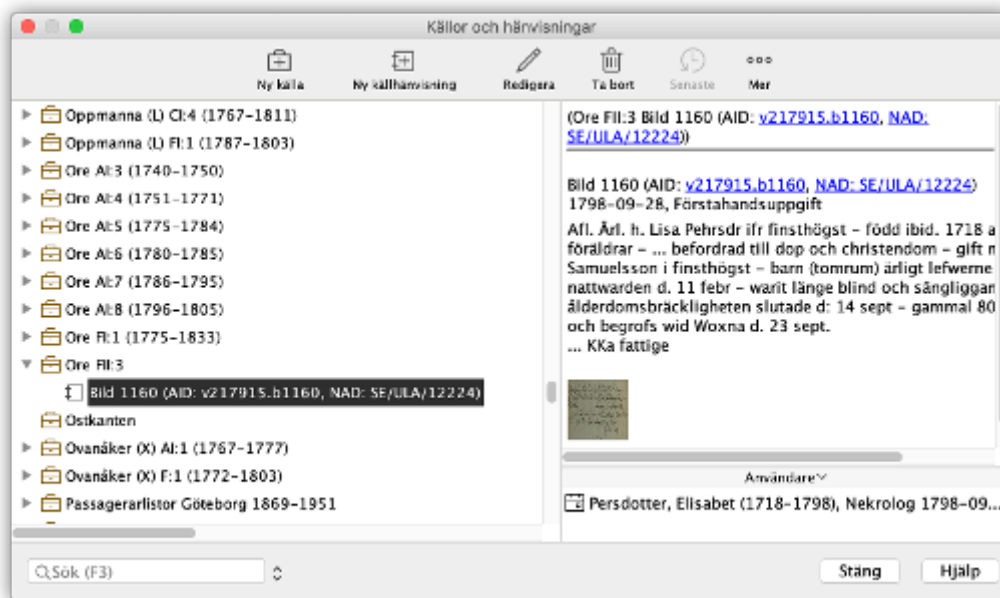 Källor och hänvisningar
Ny källa
Ny källhänvisning
Redigera
Ta bort
Senaste
Mer
Oppmanna (L) CI:4 (1767-1811)
Oppmanna (L) FI:1 (1787-1803)
Ore AI:3 (1740-1750)
Ore AI:4 (1751-1771)
Ore AI:5 (1775-1784)
Ore AI:6 (1780-1785)
Ore AI:7 (1786-1795)
Ore AI:8 (1796-1805)
Ore FI:1 (1775-1833)
Ore FII:3
Bild 1160 (AID: v217915.b1160, NAD: SE/ULA/12224)
Ostkanten
Ovanåker (X) AI:1 (1767-1777)
Ovanåker (X) F:1 (1772-1803)
Passagerarlistor Göteborg 1869-1951
(Ore FII:3 Bild 1160 (AID: v217915.b1160, NAD:
SE/ULA/12224))
Bild 1160 (AID: v217915.b1160, NAD: SE/ULA/12224)
1798-09-28, Förstahandsuppgift
Afl. Ärl. h. Lisa Pehrsdr ifr finsthögst - född ibid. 1718 a
föräldrar - ... befordrad till dop och christendom - gift
Samuelsson i finsthögst - barn (tomrum) ärligt lefwerne
nattwarden d. 11 febr - warit länge blind och sängliggan
ålderdomsbräckligheten slutade d: 14 sept - gammal 80
och begrofs wid Woxna d. 23 sept.
... KKa fattige
Användare
Persdotter, Elisabet (1718-1798), Nekrolog 1798-09...
Sök (F3)
Stäng
Hjälp